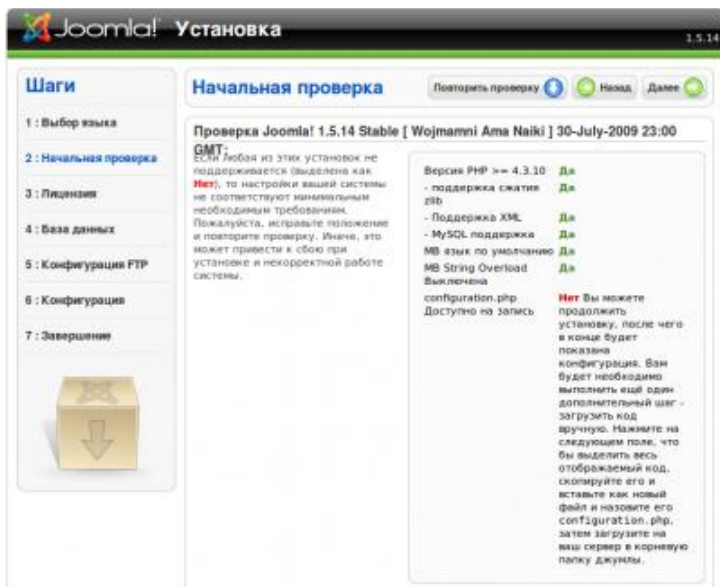 Joomla! Установка
1.5.14
Шаги
1 : Выбор языка
2 : Начальная проверка
3 : Лицензия
4 : База данных
5 : Конфигурация FTP
6 : Конфигурация
7 : Завершение
Начальная проверка
Повторить проверку
Назад
Далее
Проверка Joomla! 1.5.14 Stable [ Wojmamni Ama Naiki ] 30-July-2009 23:00
GMT:
Если любая из этих установок не
поддерживается (выделена как
Нет), то настройки вашей системы
не соответствуют минимальным
необходимым требованиям.
Пожалуйста, исправьте положение
и повторите проверку. Иначе, это
может привести к сбою при
установке и некорректной работе
системы.
Версия PHP >= 4.3.10 Да
- поддержка сжатия Да
zlib
- Поддержка XML Да
- MySQL поддержка Да
MB язык по умолчанию Да
MB String Overload Да
Выключена
configuration.php Нет Вы можете
Доступно на запись продолжить
установку, после чего
в конце будет
показана
конфигурация. Вам
будет необходимо
выполнить ещё один
дополнительный шаг -
загрузить код
вручную. Нажмите на
следующем поле, что
бы выделить весь
отображаемый код,
скопируйте его и
вставьте как новый
файл и назовите его
configuration.php,
затем загрузите на
ваш сервер в корневую
папку джумлы.